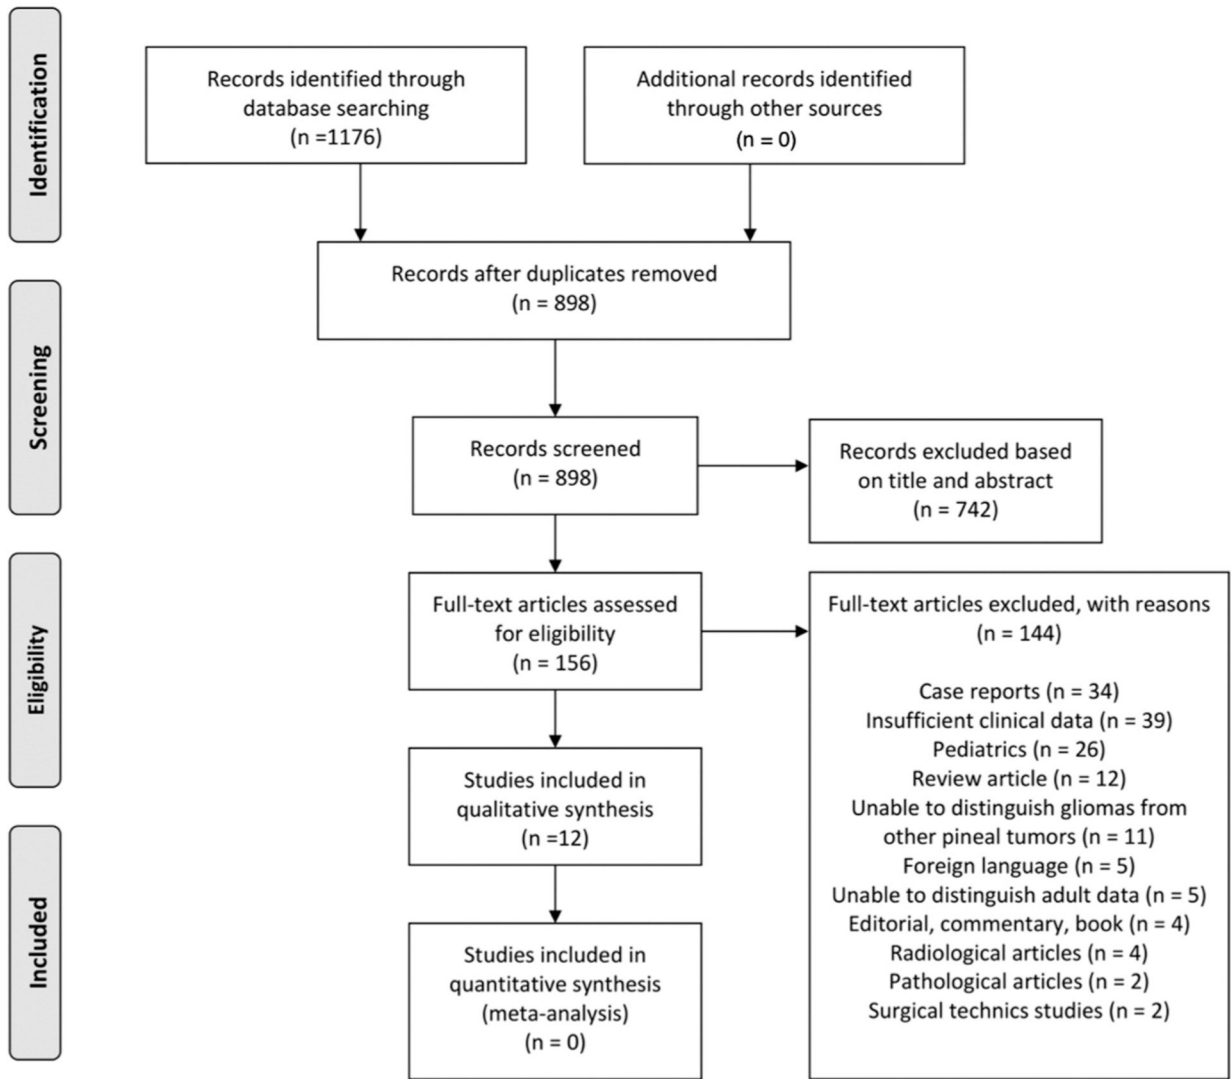 Identification
Records identified through
database searching
(n =1176)
Additional records identified
through other sources
(n = 0)
Records after duplicates removed
(n = 898)
Screening
Records screened
(n = 898)
Records excluded based
on title and abstract
(n = 742)
Eligibility
Full-text articles assessed
for eligibility
(n = 156)
Full-text articles excluded, with reasons
(n = 144)
Case reports (n = 34)
Insufficient clinical data (n = 39)
Pediatrics (n = 26)
Review article (n = 12)
Unable to distinguish gliomas from
other pineal tumors (n = 11)
Foreign language (n = 5)
Unable to distinguish adult data (n = 5)
Editorial, commentary, book (n = 4)
Radiological articles (n = 4)
Pathological articles (n = 2)
Surgical technics studies (n = 2)
Studies included in
qualitative synthesis
(n =12)
Included
Studies included in
quantitative synthesis
(meta-analysis)
(n = 0)